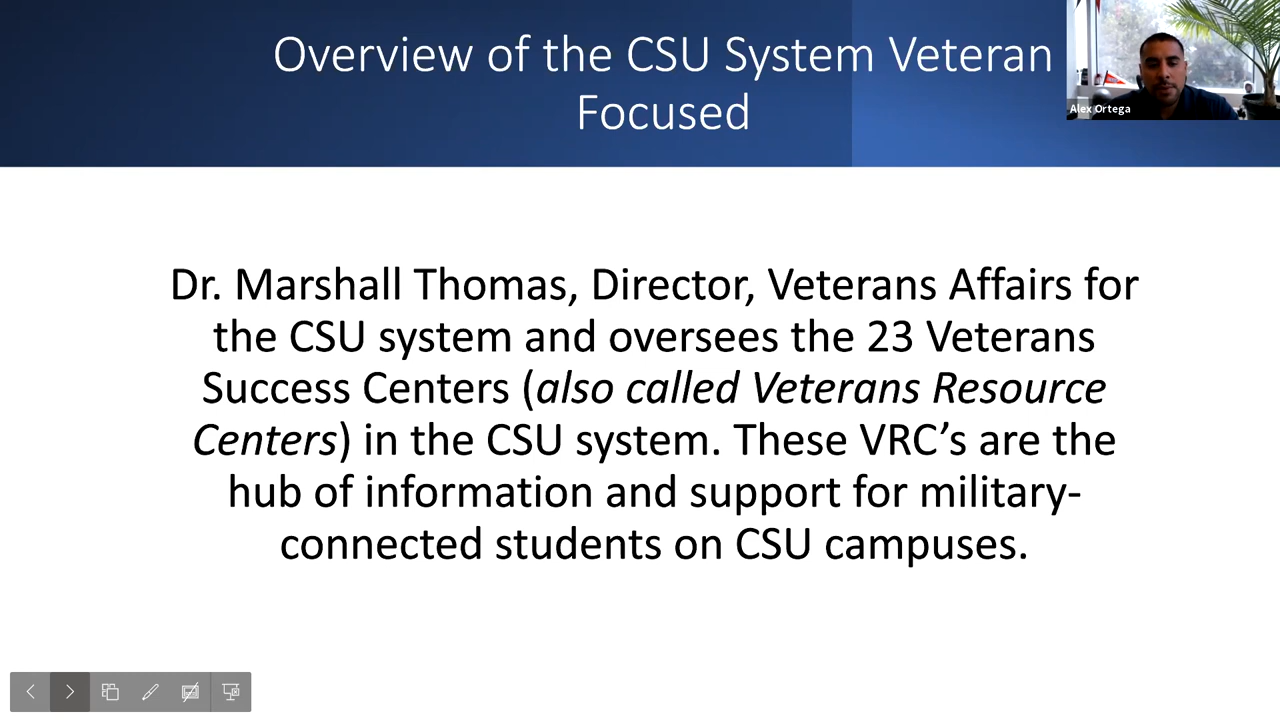 Overview of the CSU System Veteran
Focused
Alex Ortega
Dr. Marshall Thomas, Director, Veterans Affairs for
the CSU system and oversees the 23 Veterans
Success Centers (also called Veterans Resource
Centers) in the CSU system. These VRC’s are the
hub of information and support for military-
connected students on CSU campuses.